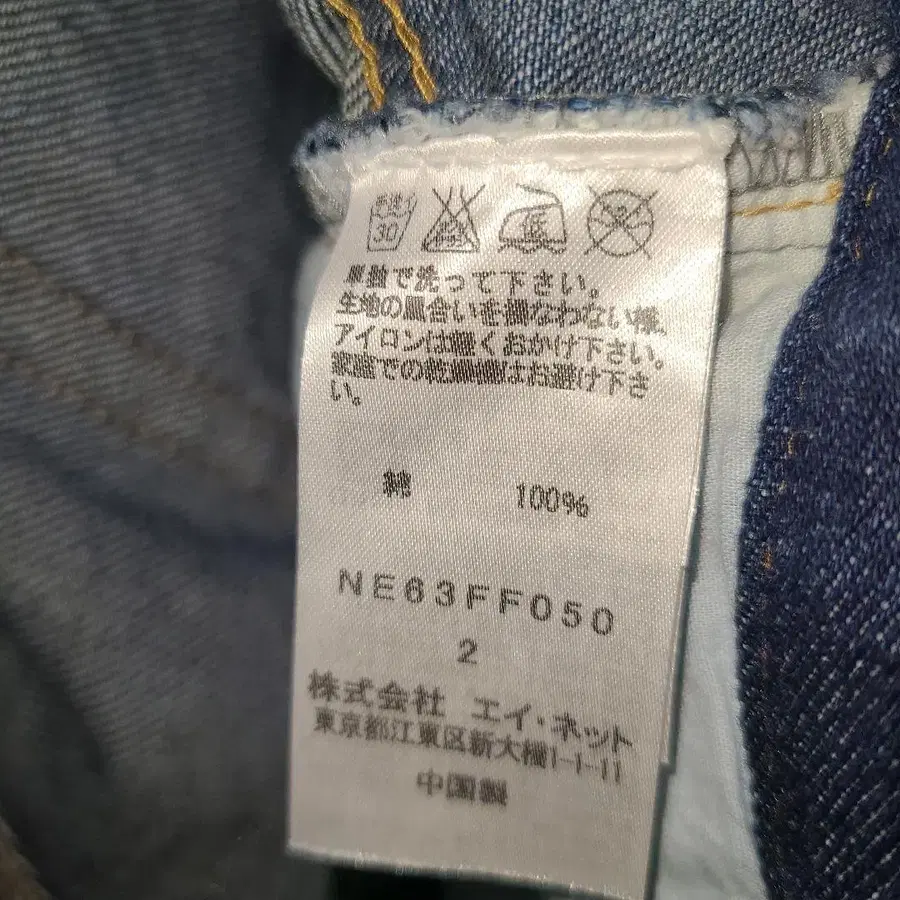 手洗イ
30
単独で洗って下さい。
生地の風合いを損なわない様、
アイロンは軽くおかけ下さい。
家庭での乾燥機はお避け下さ
い。
綿 100%
NE63FF050
2
株式会社 エイ・ネット
東京都江東区新大橋1-1-11
中国製